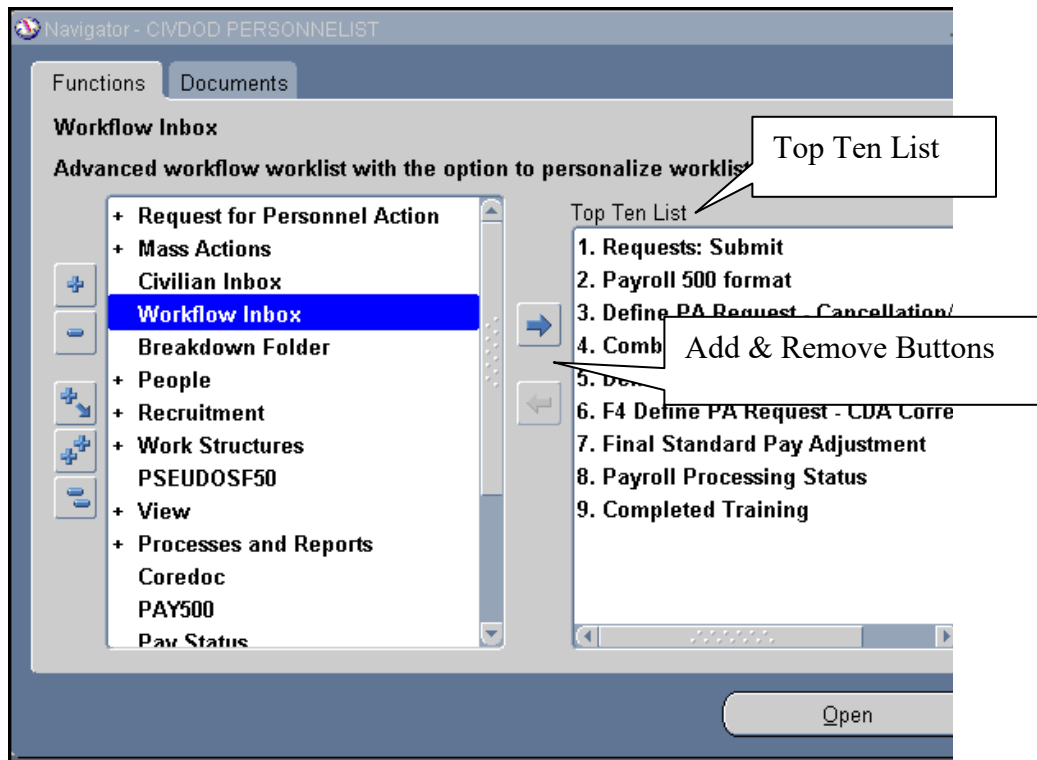 Navigator - CIVDOD PERSONNELIST
Functions
Documents
Workflow Inbox
Advanced workflow worklist with the option to personalize worklist
Top Ten List
+ Request for Personnel Action
+ Mass Actions
Civilian Inbox
Workflow Inbox
Breakdown Folder
+ People
+ Recruitment
+ Work Structures
PSEUDOSF50
+ View
+ Processes and Reports
Coredoc
PAY500
Pay Status
Top Ten List
1. Requests: Submit
2. Payroll 500 format
3. Define PA Request - Cancellation/
4. Comb
Add & Remove Buttons
5.
6. F4 Define PA Request - CDA Corre
7. Final Standard Pay Adjustment
8. Payroll Processing Status
9. Completed Training
Open